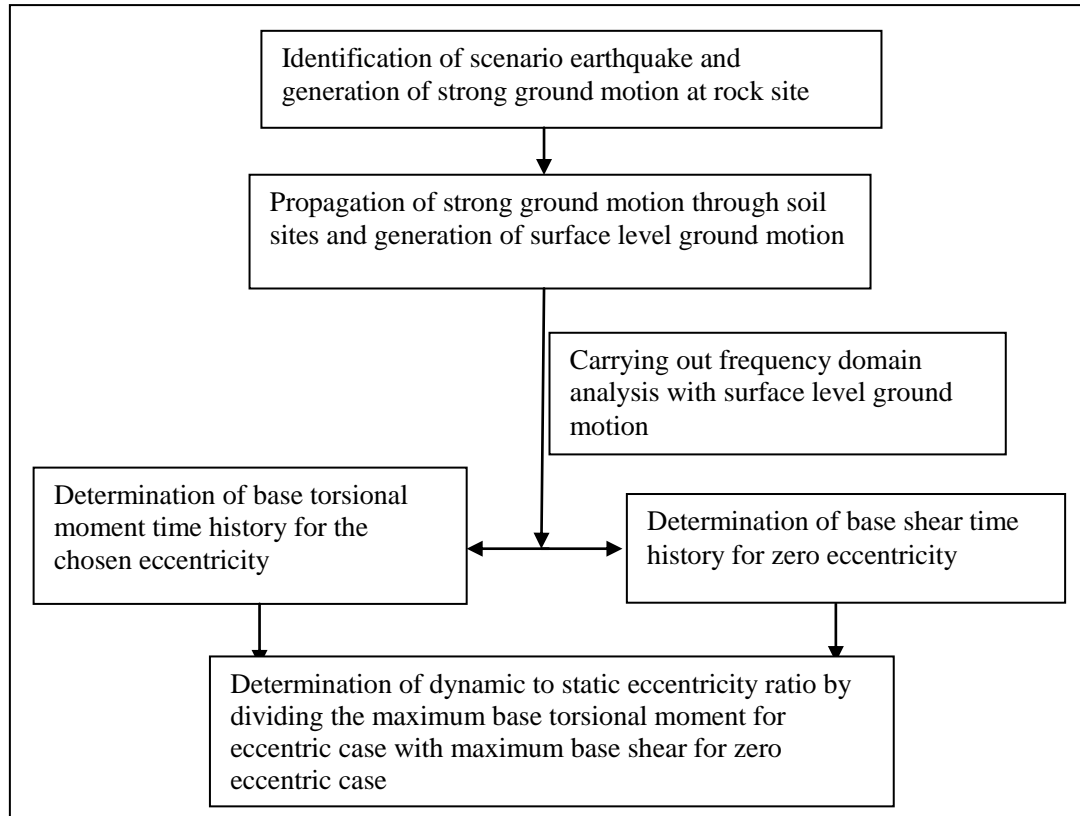 Identification of scenario earthquake and
generation of strong ground motion at rock site
Propagation of strong ground motion through soil
sites and generation of surface level ground motion
Carrying out frequency domain
analysis with surface level ground
motion
Determination of base torsional
moment time history for the
chosen eccentricity
Determination of base shear time
history for zero eccentricity
Determination of dynamic to static eccentricity ratio by
dividing the maximum base torsional moment for
eccentric case with maximum base shear for zero
eccentric case